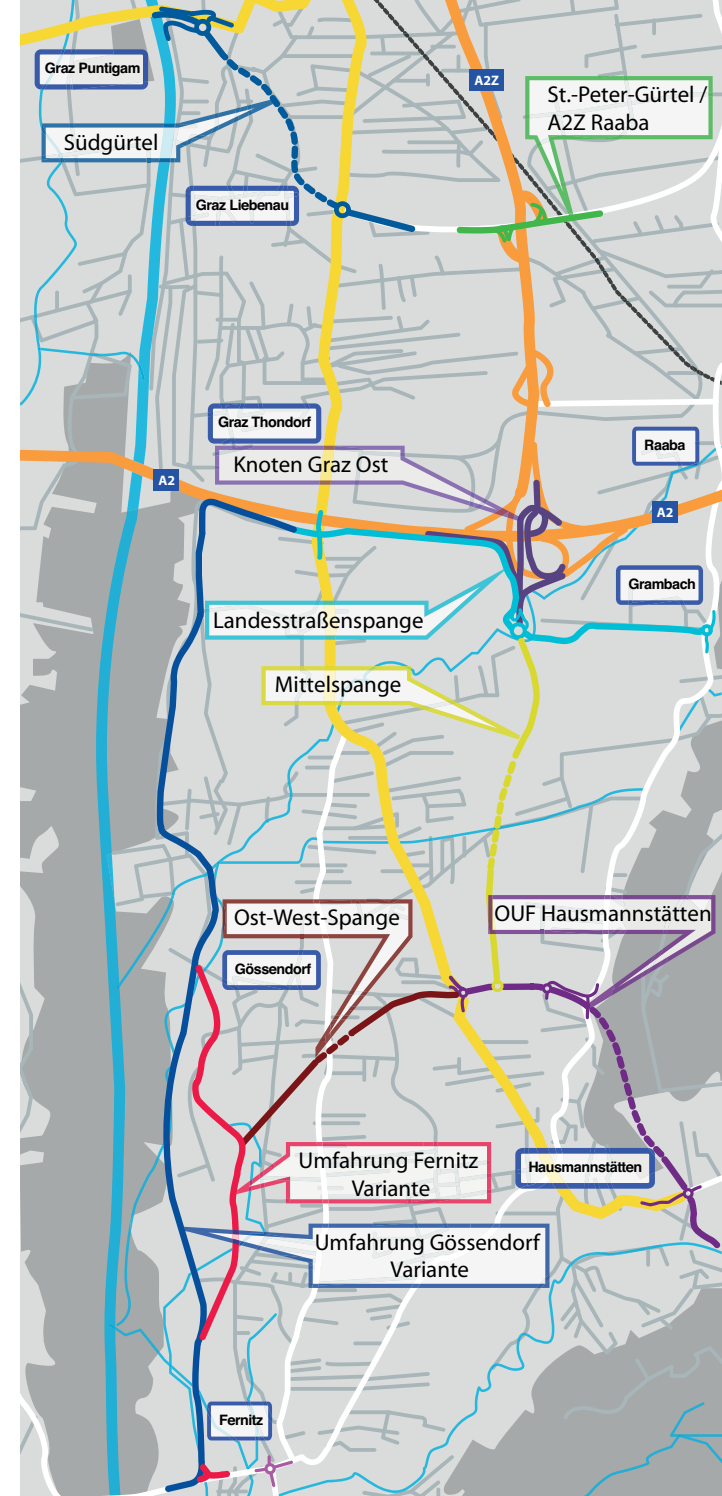 Graz Puntigam
A2Z
St.-Peter-Gürtel /
A2Z Raaba
Südgürtel
Graz Liebenau
Graz Thondorf
Raaba
Knoten Graz Ost
A2
A2
Grambach
Landesstraßenspange
Mittelspange
Ost-West-Spange
OUF Hausmannstätten
Gössendorf
Umfahrung Fernitz
Variante
Hausmannstätten
Umfahrung Gössendorf
Variante
Fernitz